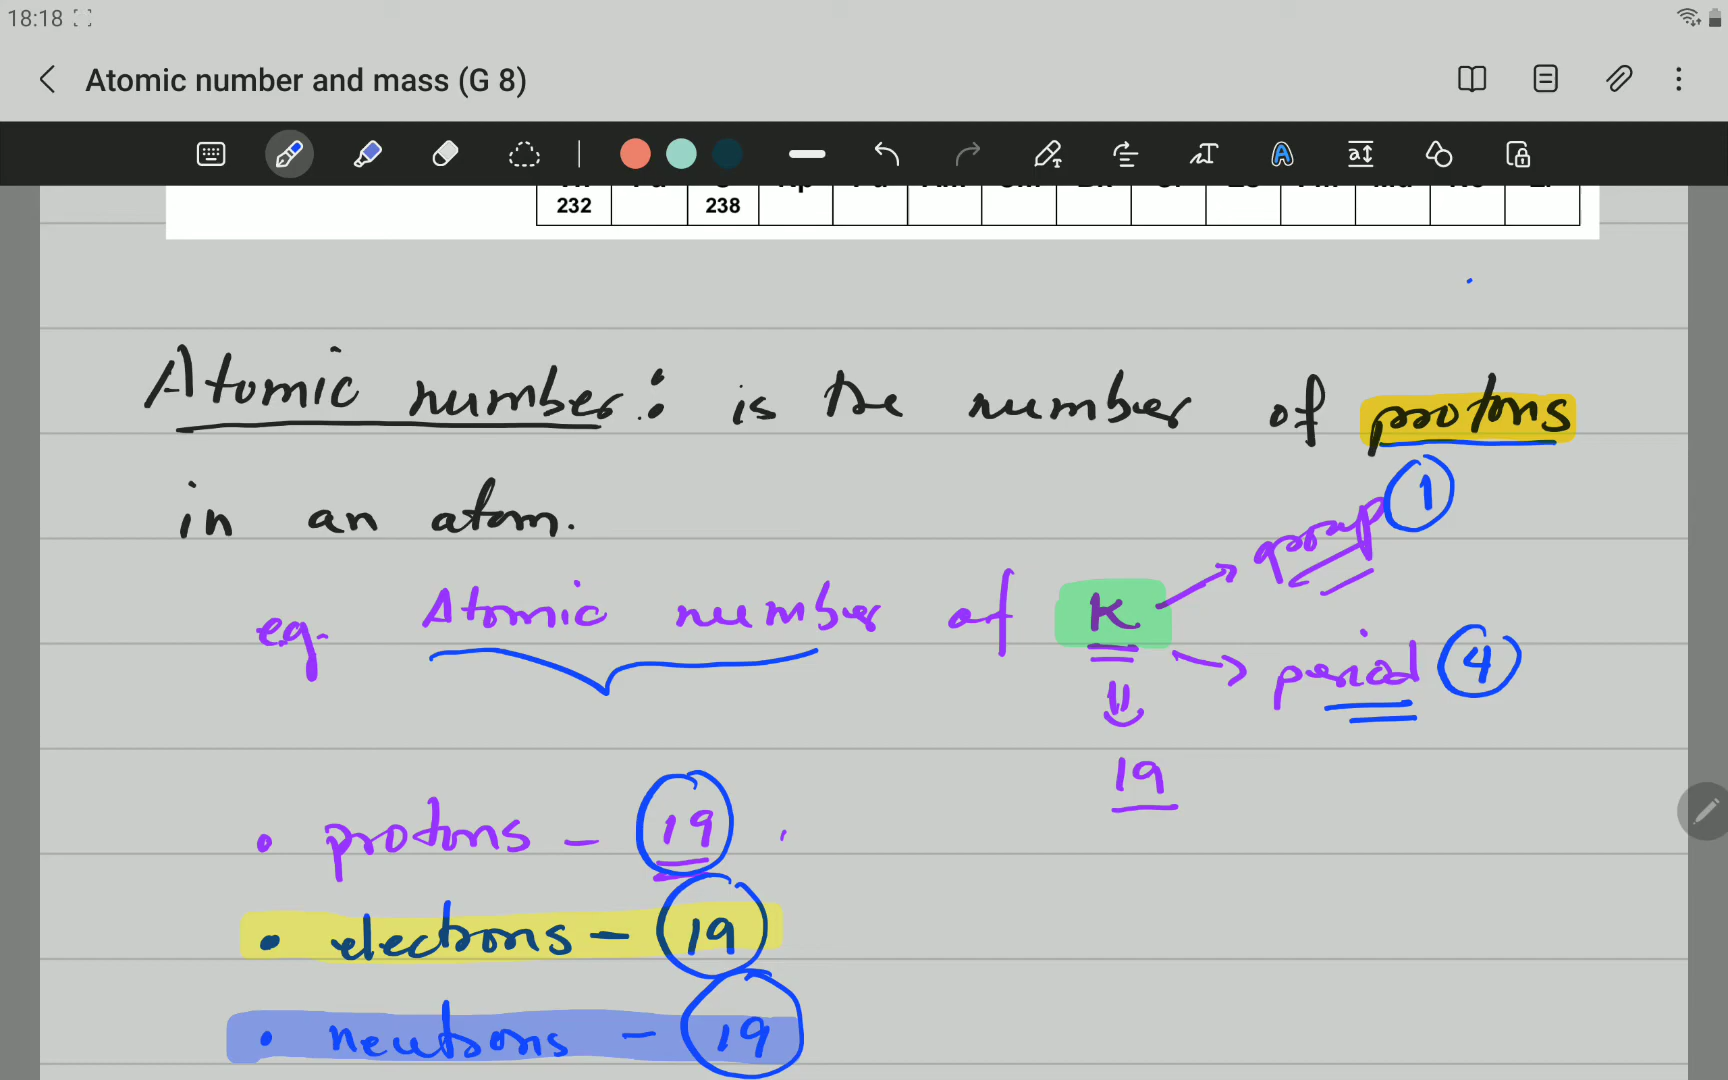 18:18
Atomic number and mass (G 8)
232 238
Atomic number: is the number of protons
in an atom.
group 1
eg. Atomic number of K
period 4
19
• protons – 19
• electrons – 19
• neutrons – 19